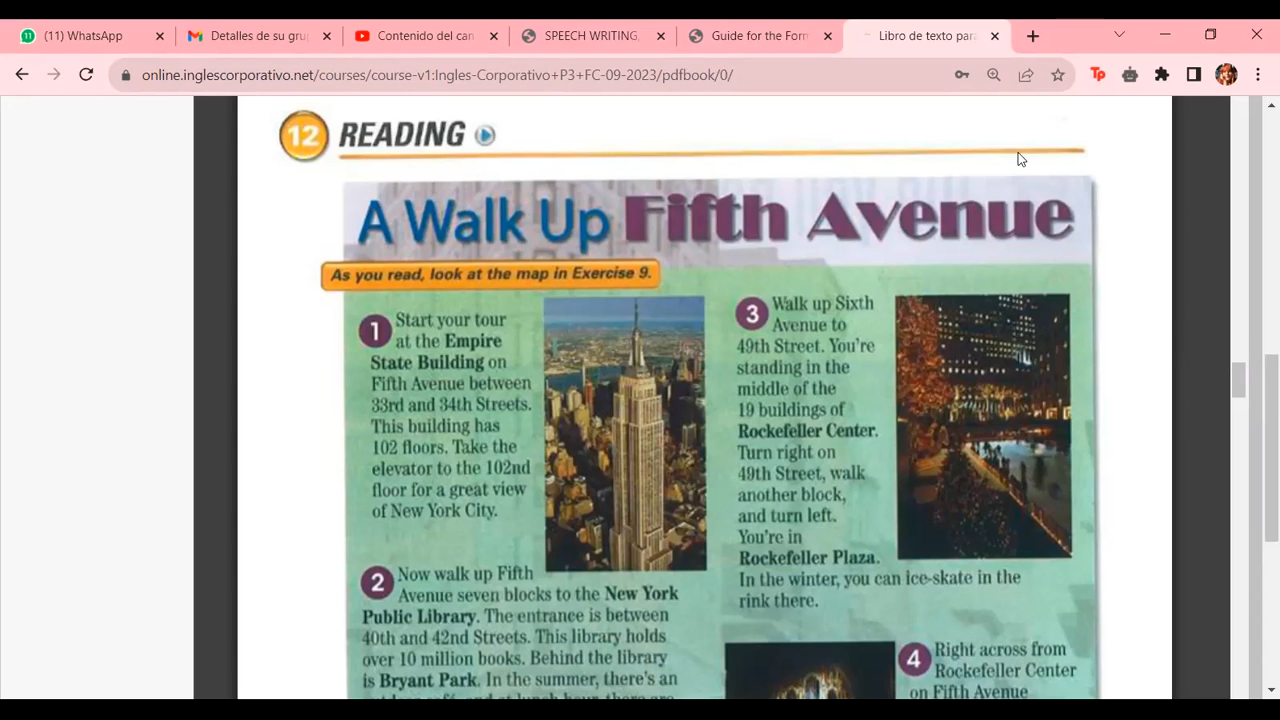 (11) WhatsApp
Detalles de su gru
Contenido del can
SPEECH WRITING,
Guide for the Form
Libro de texto para
online.inglescorporativo.net/courses/course-v1:Ingles-Corporativo+P3+FC-09-2023/pdfbook/0/
Tp
12 READING
A Walk Up Fifth Avenue
As you read, look at the map in Exercise 9.
1 Start your tour
at the Empire
State Building on
Fifth Avenue between
33rd and 34th Streets.
This building has
102 floors. Take the
elevator to the 102nd
floor for a great view
of New York City.
2 Now walk up Fifth
Avenue seven blocks to the New York
Public Library. The entrance is between
40th and 42nd Streets. This library holds
over 10 million books. Behind the library
is Bryant Park. In the summer, there's an
3 Walk up Sixth
Avenue to
49th Street. You're
standing in the
middle of the
19 buildings of
Rockefeller Center.
Turn right on
49th Street, walk
another block,
and turn left.
You're in
Rockefeller Plaza.
In the winter, you can ice-skate in the
rink there.
4 Right across from
Rockefeller Center
on Fifth Avenue